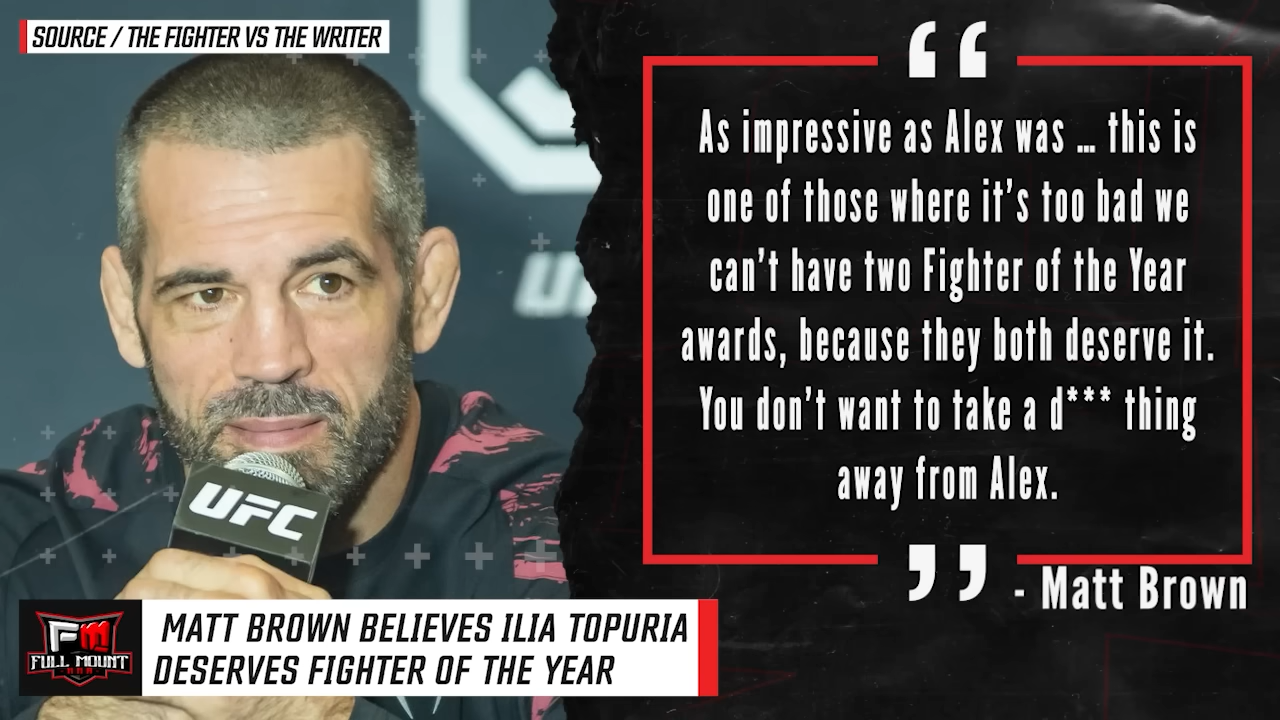 SOURCE / THE FIGHTER VS THE WRITER
“
As impressive as Alex was ... this is
one of those where it’s too bad we
can’t have two Fighter of the Year
awards, because they both deserve it.
You don’t want to take a d*** thing
away from Alex.
”
- Matt Brown
UFC
MATT BROWN BELIEVES ILIA TOPURIA
DESERVES FIGHTER OF THE YEAR
FM
FULL MOUNT